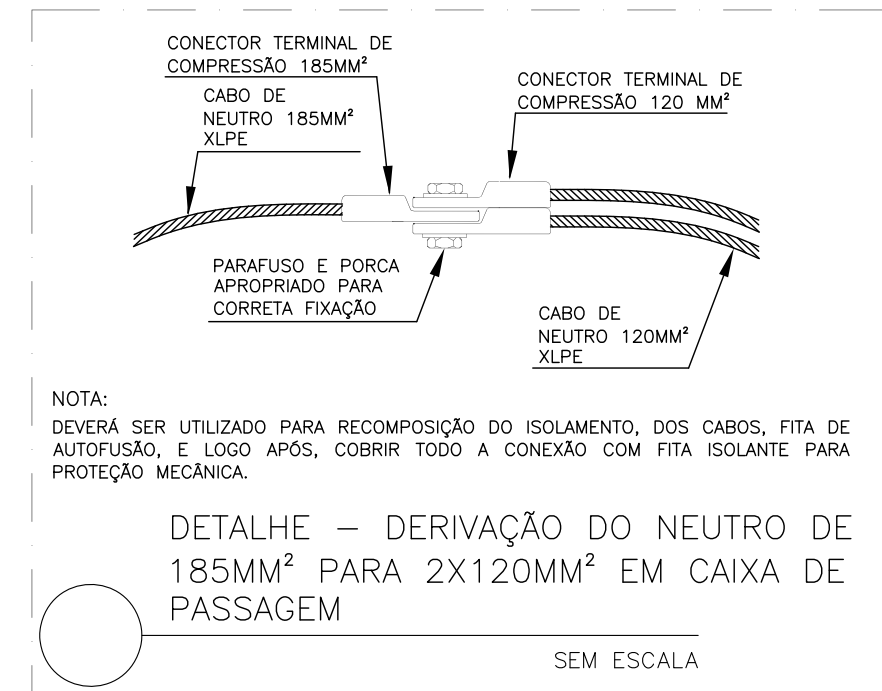 CONECTOR TERMINAL DE
COMPRESSÃO 185MM²
CABO DE
NEUTRO 185MM²
XLPE
CONECTOR TERMINAL DE
COMPRESSÃO 120 MM²
PARAFUSO E PORCA
APROPRIADO PARA
CORRETA FIXAÇÃO
CABO DE
NEUTRO 120MM²
XLPE
NOTA:
DEVERÁ SER UTILIZADO PARA RECOMPOSIÇÃO DO ISOLAMENTO, DOS CABOS, FITA DE
AUTOFUSÃO, E LOGO APÓS, COBRIR TODO A CONEXÃO COM FITA ISOLANTE PARA
PROTEÇÃO MECÂNICA.
DETALHE – DERIVAÇÃO DO NEUTRO DE
185MM² PARA 2X120MM² EM CAIXA DE
PASSAGEM
SEM ESCALA